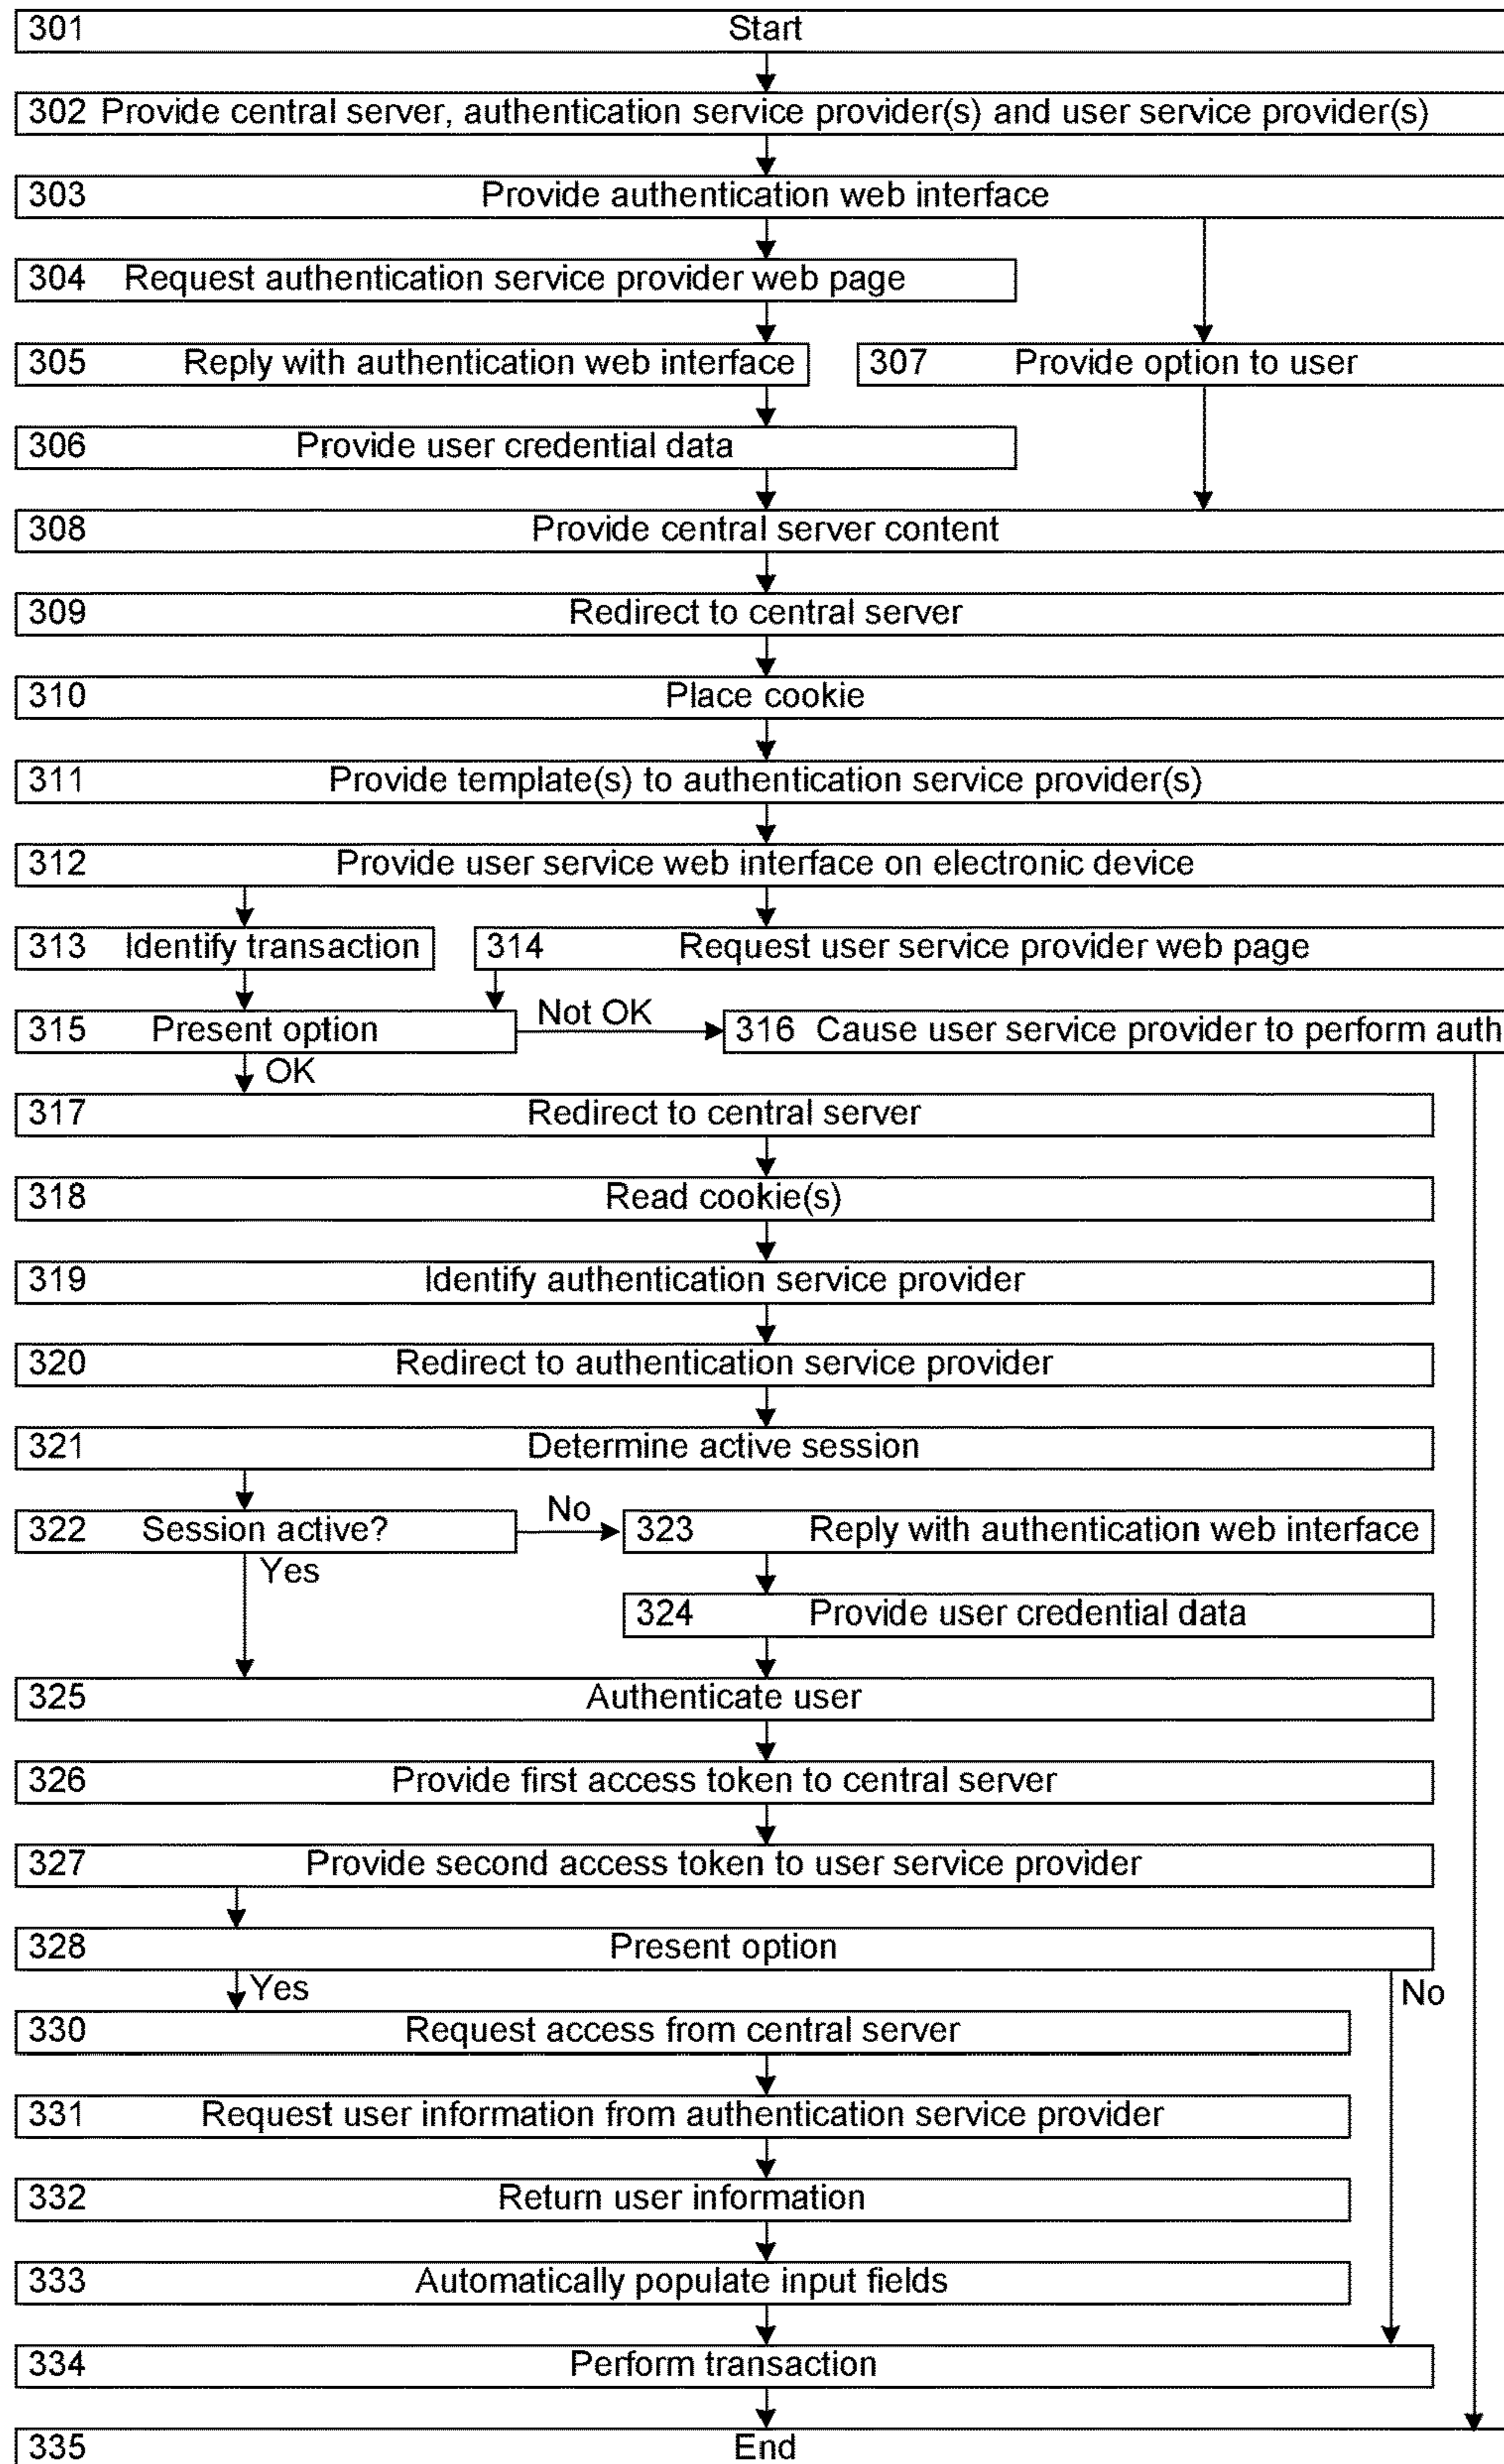 301 Start
302 Provide central server, authentication service provider(s) and user service provider(s)
303 Provide authentication web interface
304 Request authentication service provider web page
305 Reply with authentication web interface
307 Provide option to user
306 Provide user credential data
308 Provide central server content
309 Redirect to central server
310 Place cookie
311 Provide template(s) to authentication service provider(s)
312 Provide user service web interface on electronic device
313 Identify transaction
314 Request user service provider web page
315 Present option
Not OK
316 Cause user service provider to perform auth
OK
317 Redirect to central server
318 Read cookie(s)
319 Identify authentication service provider
320 Redirect to authentication service provider
321 Determine active session
322 Session active?
No
323 Reply with authentication web interface
Yes
324 Provide user credential data
325 Authenticate user
326 Provide first access token to central server
327 Provide second access token to user service provider
328 Present option
Yes
No
330 Request access from central server
331 Request user information from authentication service provider
332 Return user information
333 Automatically populate input fields
334 Perform transaction
335 End